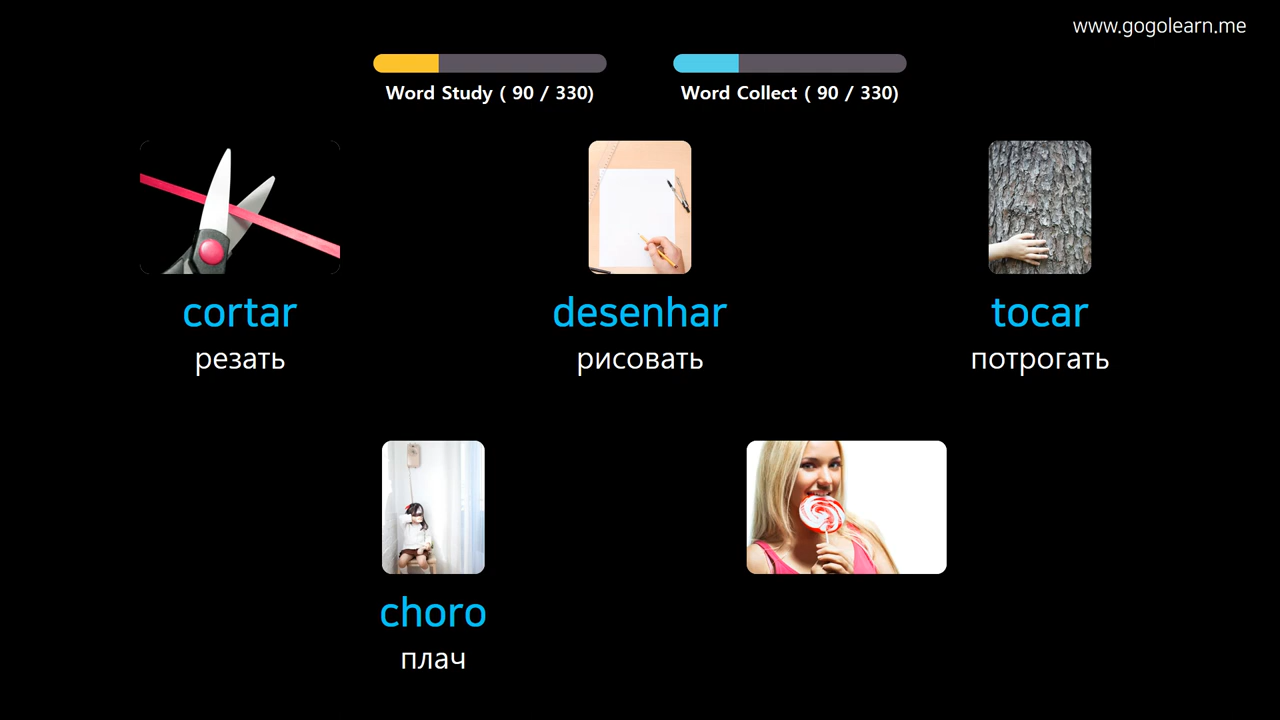 www.gogolearn.me
Word Study ( 90 / 330)
Word Collect ( 90 / 330)
cortar
резать
desenhar
рисовать
tocar
потрогать
choro
плач